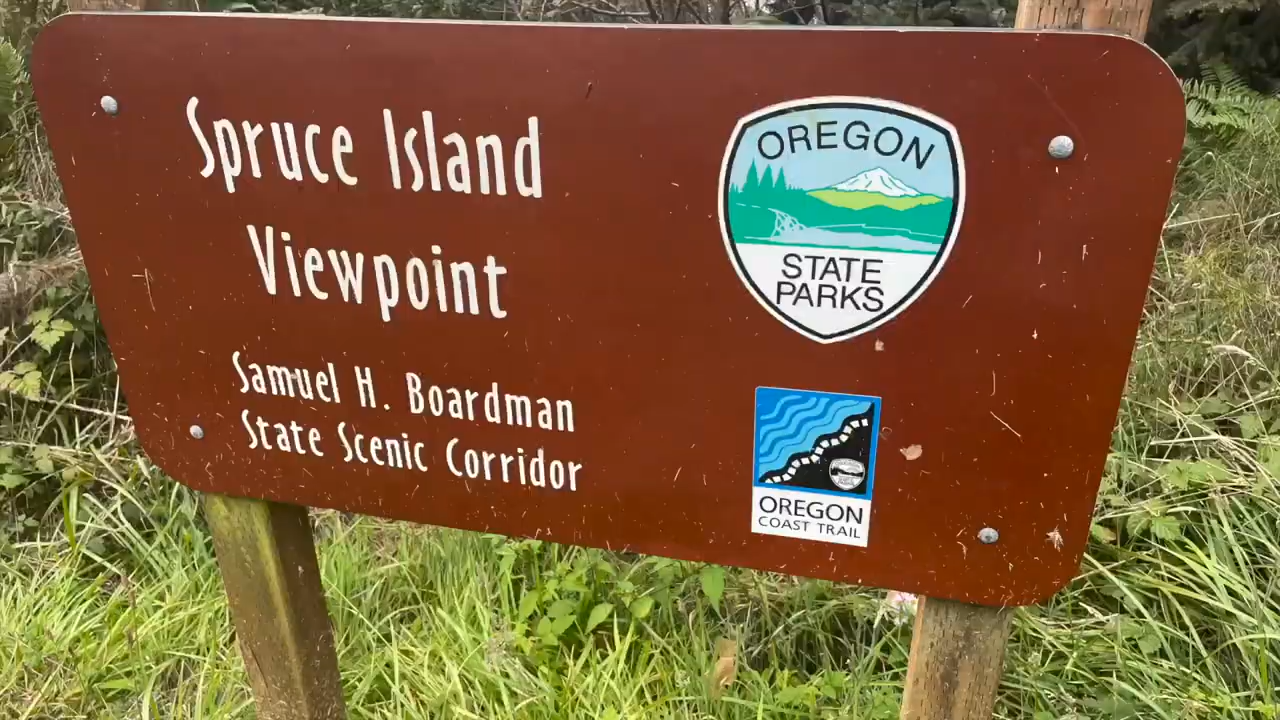 Spruce Island
Viewpoint
Samuel H. Boardman
State Scenic Corridor
OREGON
STATE
PARKS
OREGON
COAST TRAIL